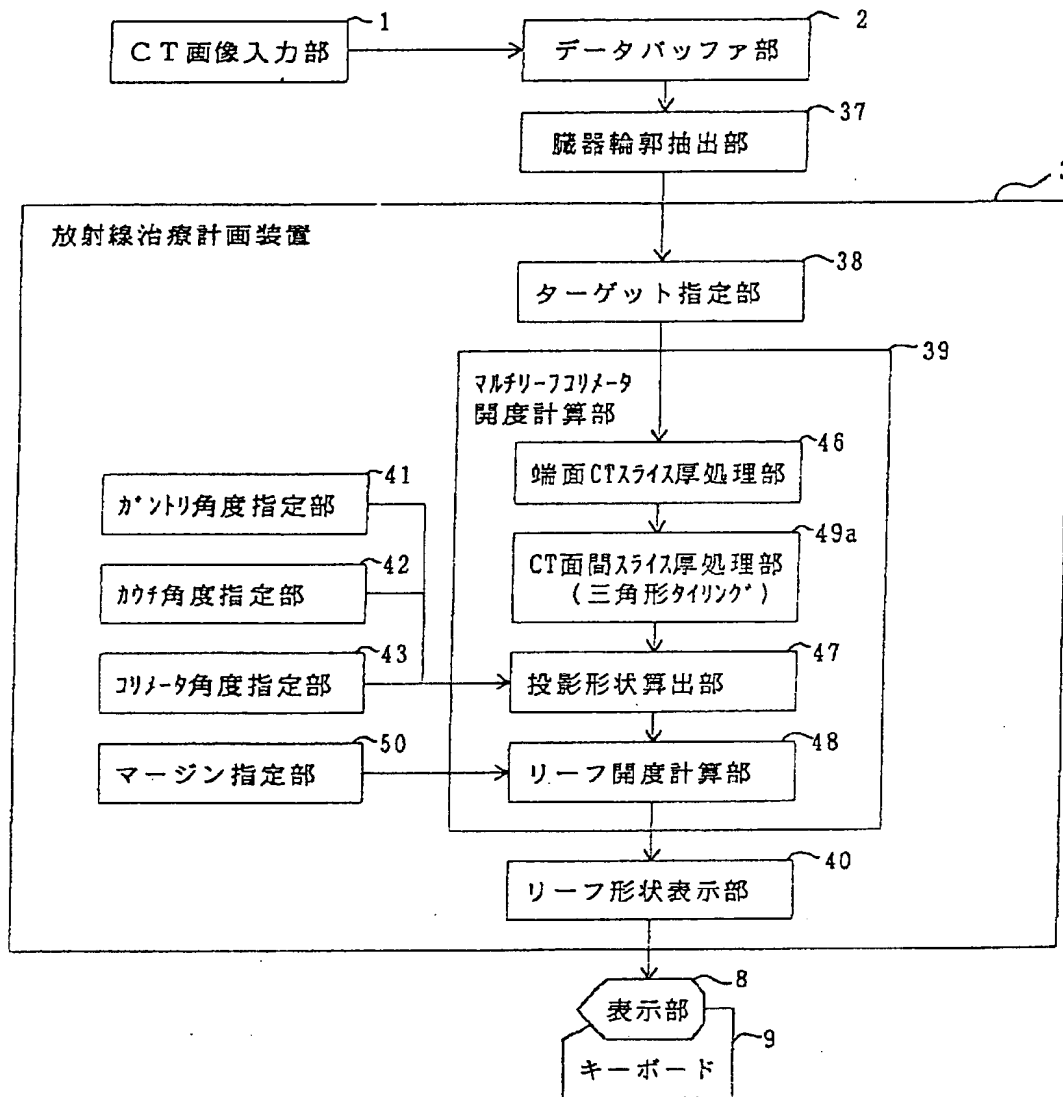 1
2
ＣＴ画像入力部
データバッファ部
37
臓器輪郭抽出部
3
放射線治療計画装置
38
ターゲット指定部
39
ﾏﾙﾁﾘｰﾌｺﾘﾒｰﾀ
開度計算部
46
端面CTｽﾗｲｽ厚処理部
41
ｶﾞﾝﾄﾘ角度指定部
49a
CT面間ｽﾗｲｽ厚処理部
(三角形ﾀｲﾘﾝｸﾞ)
42
ｶｳﾁ角度指定部
43
ｺﾘﾒｰﾀ角度指定部
47
投影形状算出部
50
マージン指定部
48
リーフ開度計算部
40
リーフ形状表示部
8
表示部
9
キーボード